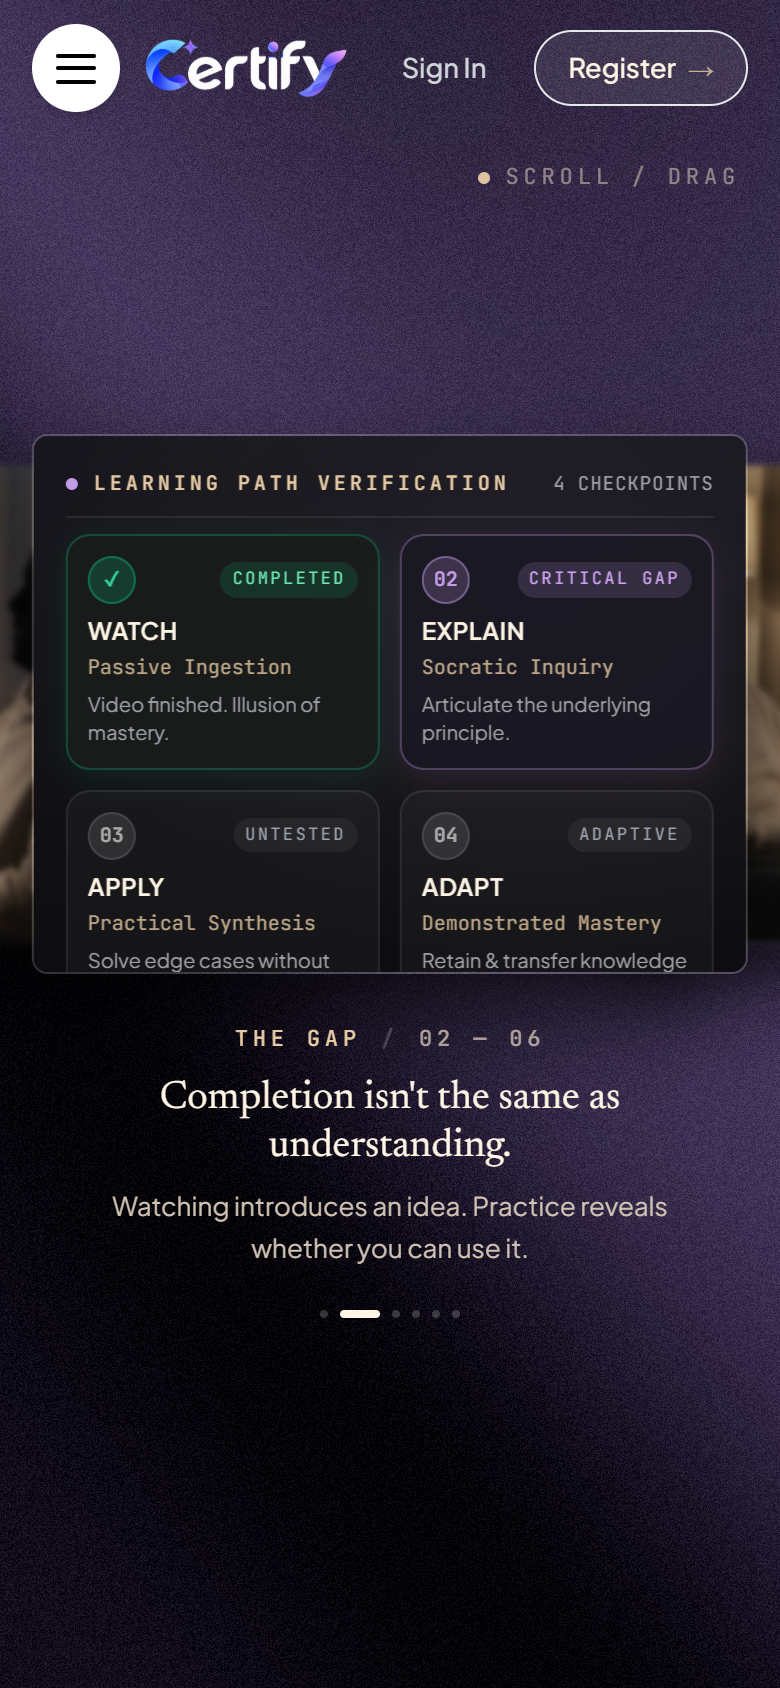 Certify
Sign In
Register →
SCROLL / DRAG
LEARNING PATH VERIFICATION
4 CHECKPOINTS
✓
COMPLETED
WATCH
Passive Ingestion
Video finished. Illusion of
mastery.
02
CRITICAL GAP
EXPLAIN
Socratic Inquiry
Articulate the underlying
principle.
03
UNTESTED
APPLY
Practical Synthesis
Solve edge cases without
04
ADAPTIVE
ADAPT
Demonstrated Mastery
Retain & transfer knowledge
THE GAP / 02 — 06
Completion isn't the same as
understanding.
Watching introduces an idea. Practice reveals
whether you can use it.